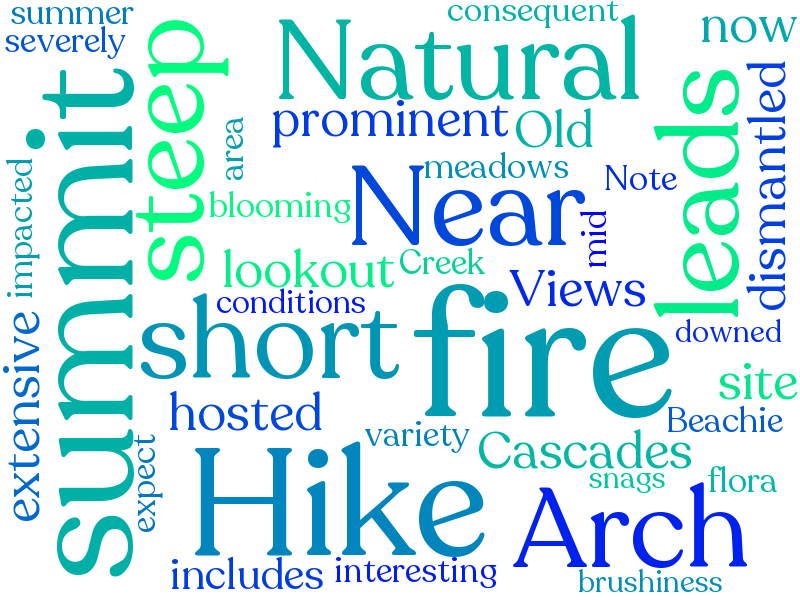 summer
consequent
now
severely
Natural
steep
summit
prominent
Old
leads
dismantled
area
meadows
Note
impacted
blooming
Near
mid
lookout
Creek
Views
conditions
short
fire
downed
extensive
site
hosted
Beachie
variety
expect
Cascades
snags
flora
Hike
Arch
includes
interesting
brushiness